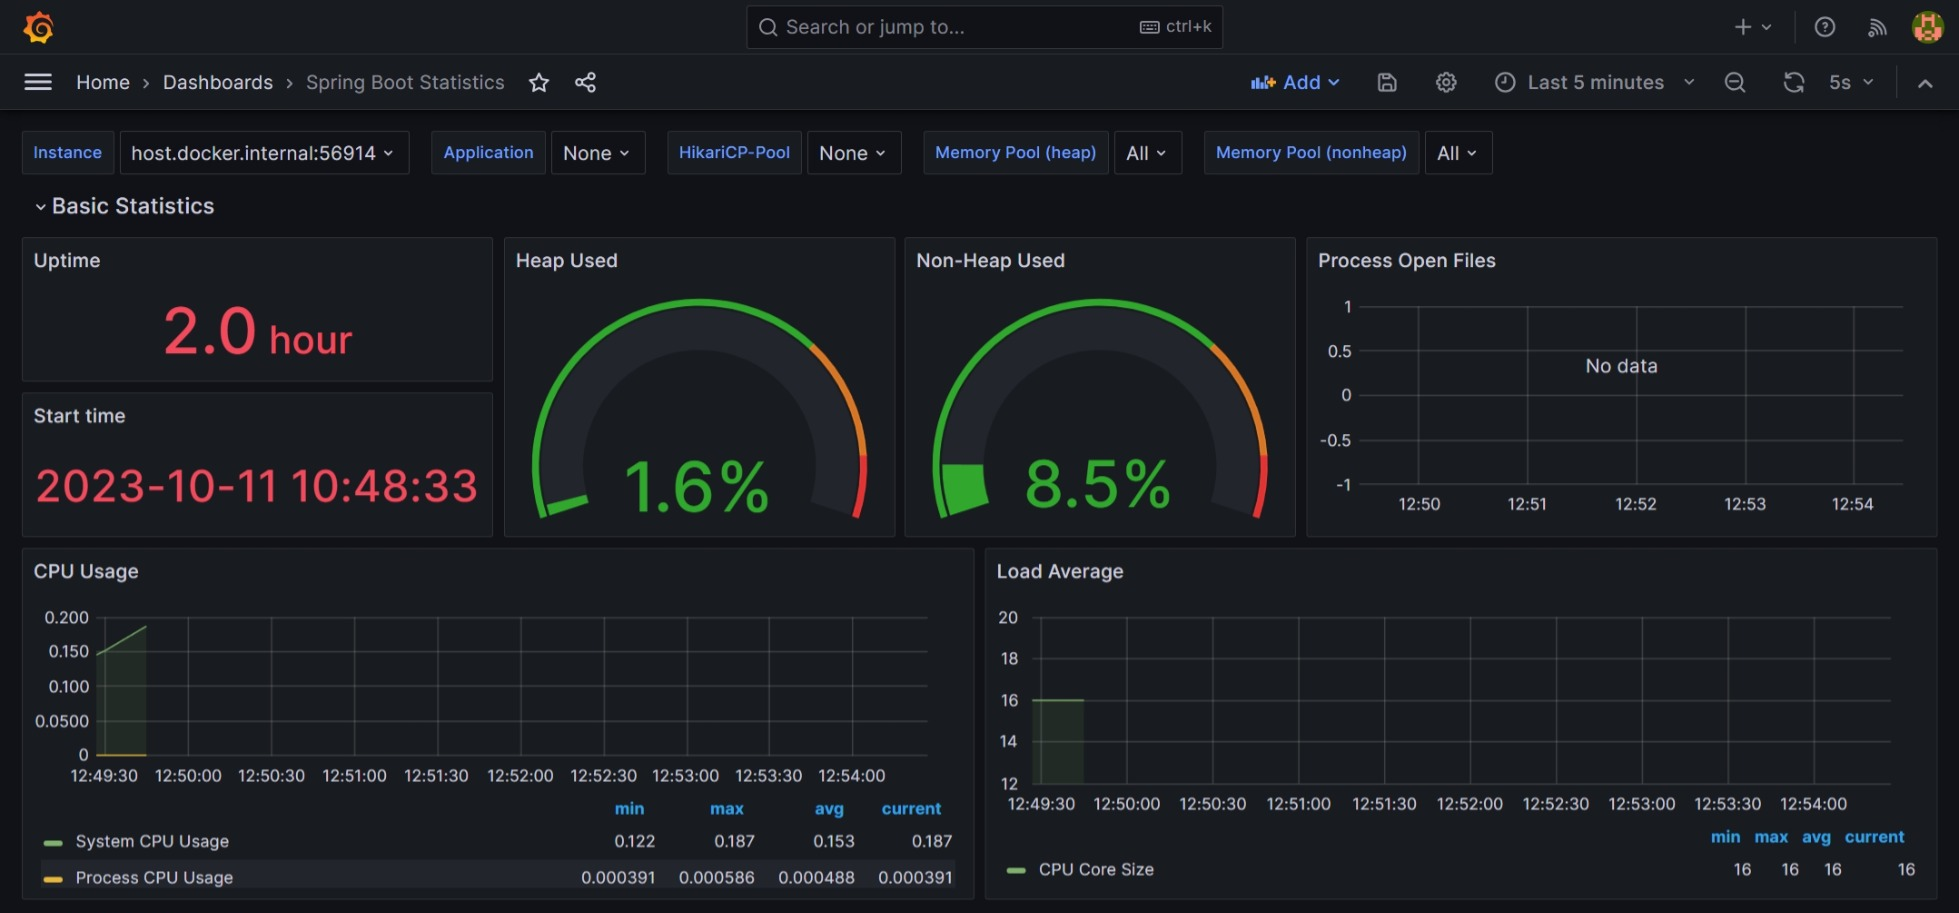 Search or jump to... ctrl+k
Home › Dashboards › Spring Boot Statistics
Add
Last 5 minutes
5s
Instance host.docker.internal:56914 Application None HikariCP-Pool None Memory Pool (heap) All Memory Pool (nonheap) All
Basic Statistics
Uptime
2.0 hour
Start time
2023-10-11 10:48:33
Heap Used
1.6%
Non-Heap Used
8.5%
Process Open Files
1
0.5
0
-0.5
-1
No data
12:50 12:51 12:52 12:53 12:54
CPU Usage
0.200
0.150
0.100
0.0500
0
12:49:30 12:50:00 12:50:30 12:51:00 12:51:30 12:52:00 12:52:30 12:53:00 12:53:30 12:54:00
min max avg current
System CPU Usage 0.122 0.187 0.153 0.187
Process CPU Usage 0.000391 0.000586 0.000488 0.000391
Load Average
20
18
16
14
12
12:49:30 12:50:00 12:50:30 12:51:00 12:51:30 12:52:00 12:52:30 12:53:00 12:53:30 12:54:00
min max avg current
CPU Core Size 16 16 16 16